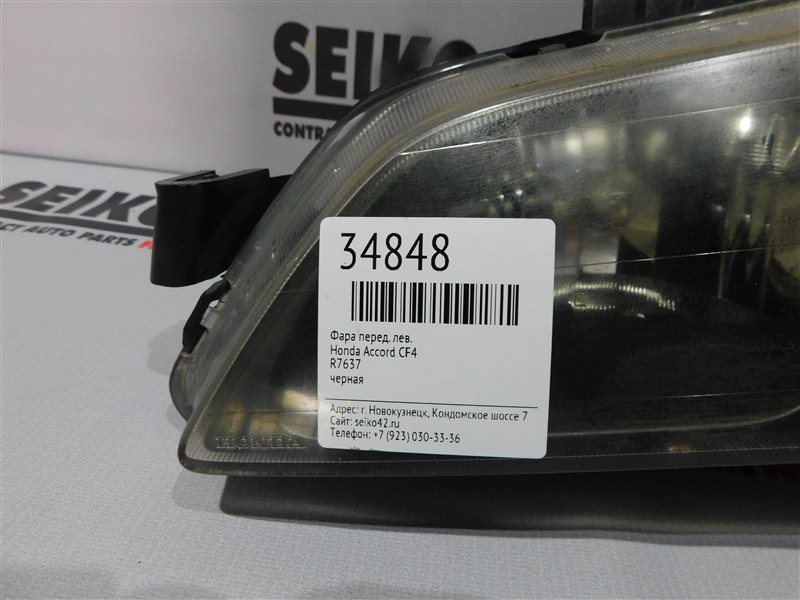 SEIKO
CONTRA
SEIKO
CT AUTO PARTS
34848
Фара перед. лев.
Honda Accord CF4
R7637
черная
Адрес: г. Новокузнецк, Кондомское шоссе 7
Сайт: seiko42.ru
Телефон: +7 (923) 030-33-36
HONDA